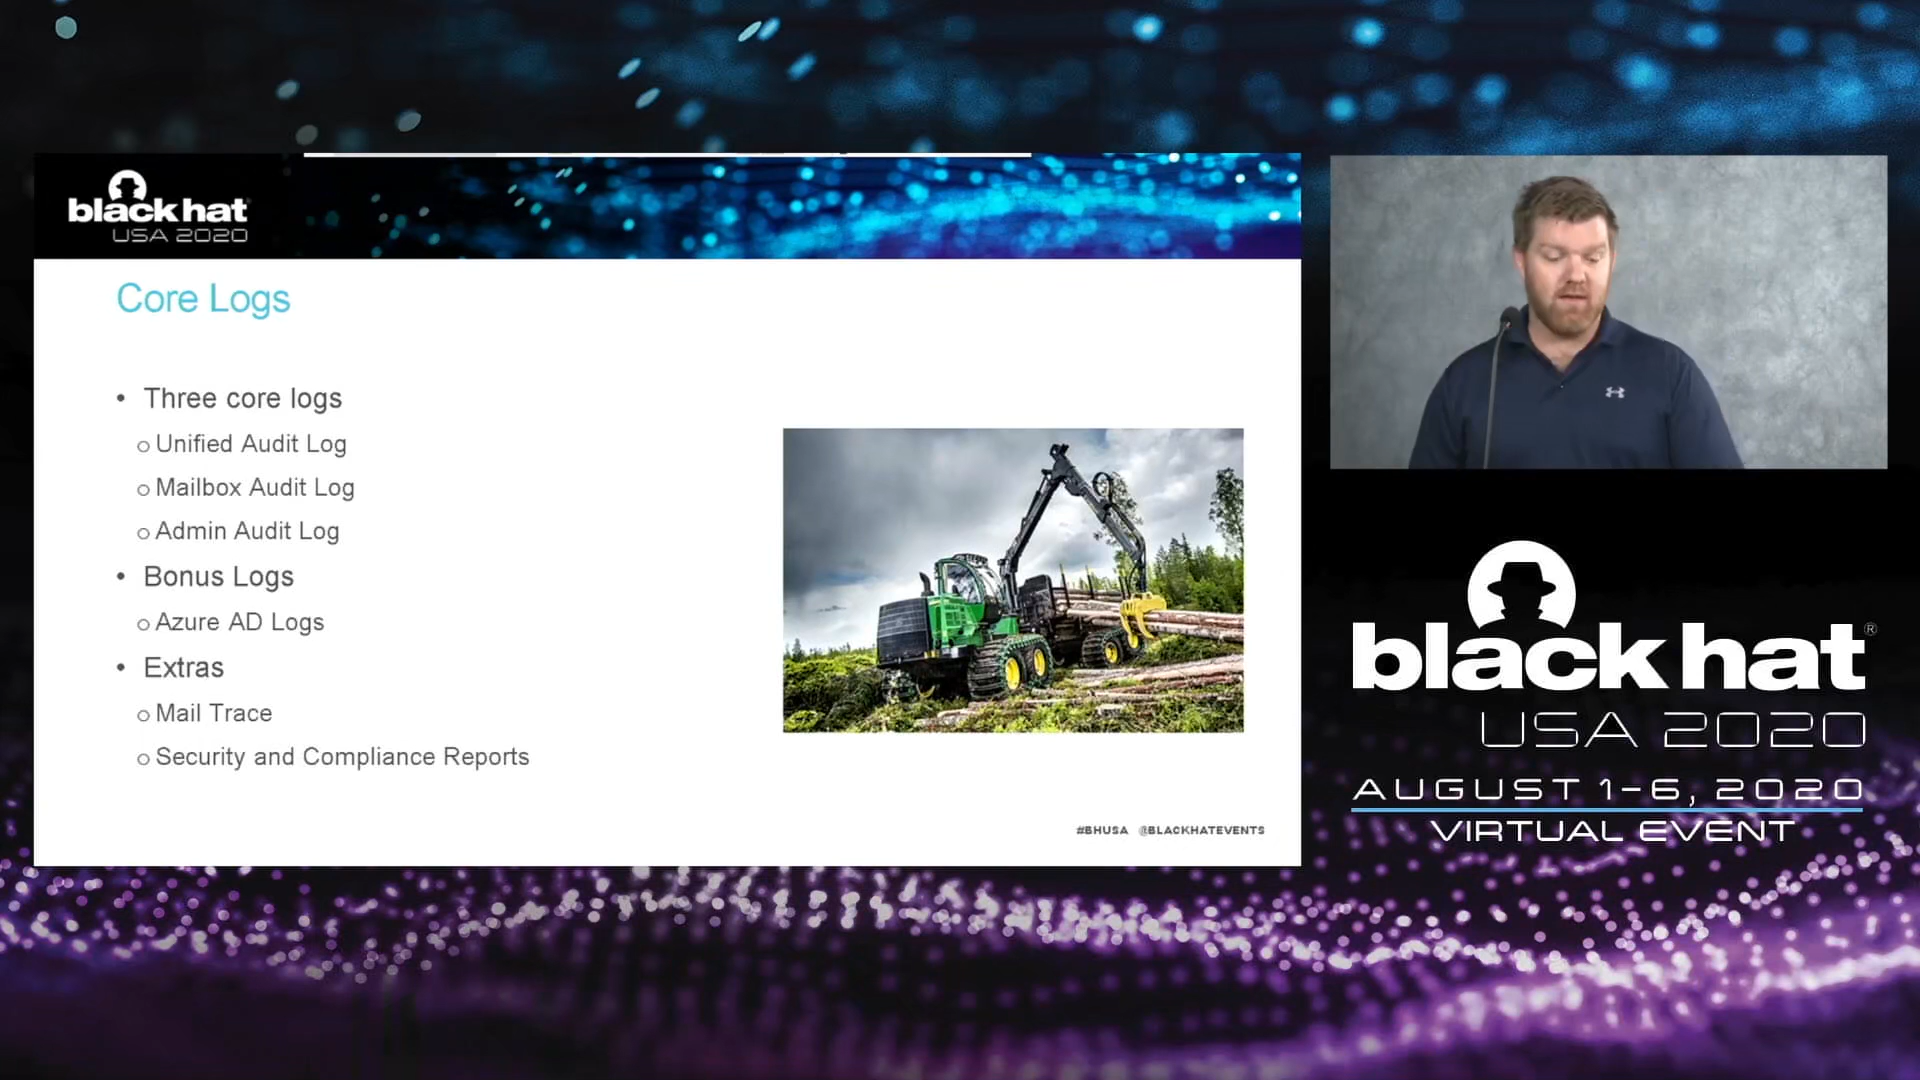 black hat
USA 2020
Core Logs
• Three core logs
o Unified Audit Log
o Mailbox Audit Log
o Admin Audit Log
• Bonus Logs
o Azure AD Logs
• Extras
o Mail Trace
o Security and Compliance Reports
#BHUSA @BLACKHATEVENTS
black hat®
USA 2020
AUGUST 1-6, 2020
VIRTUAL EVENT